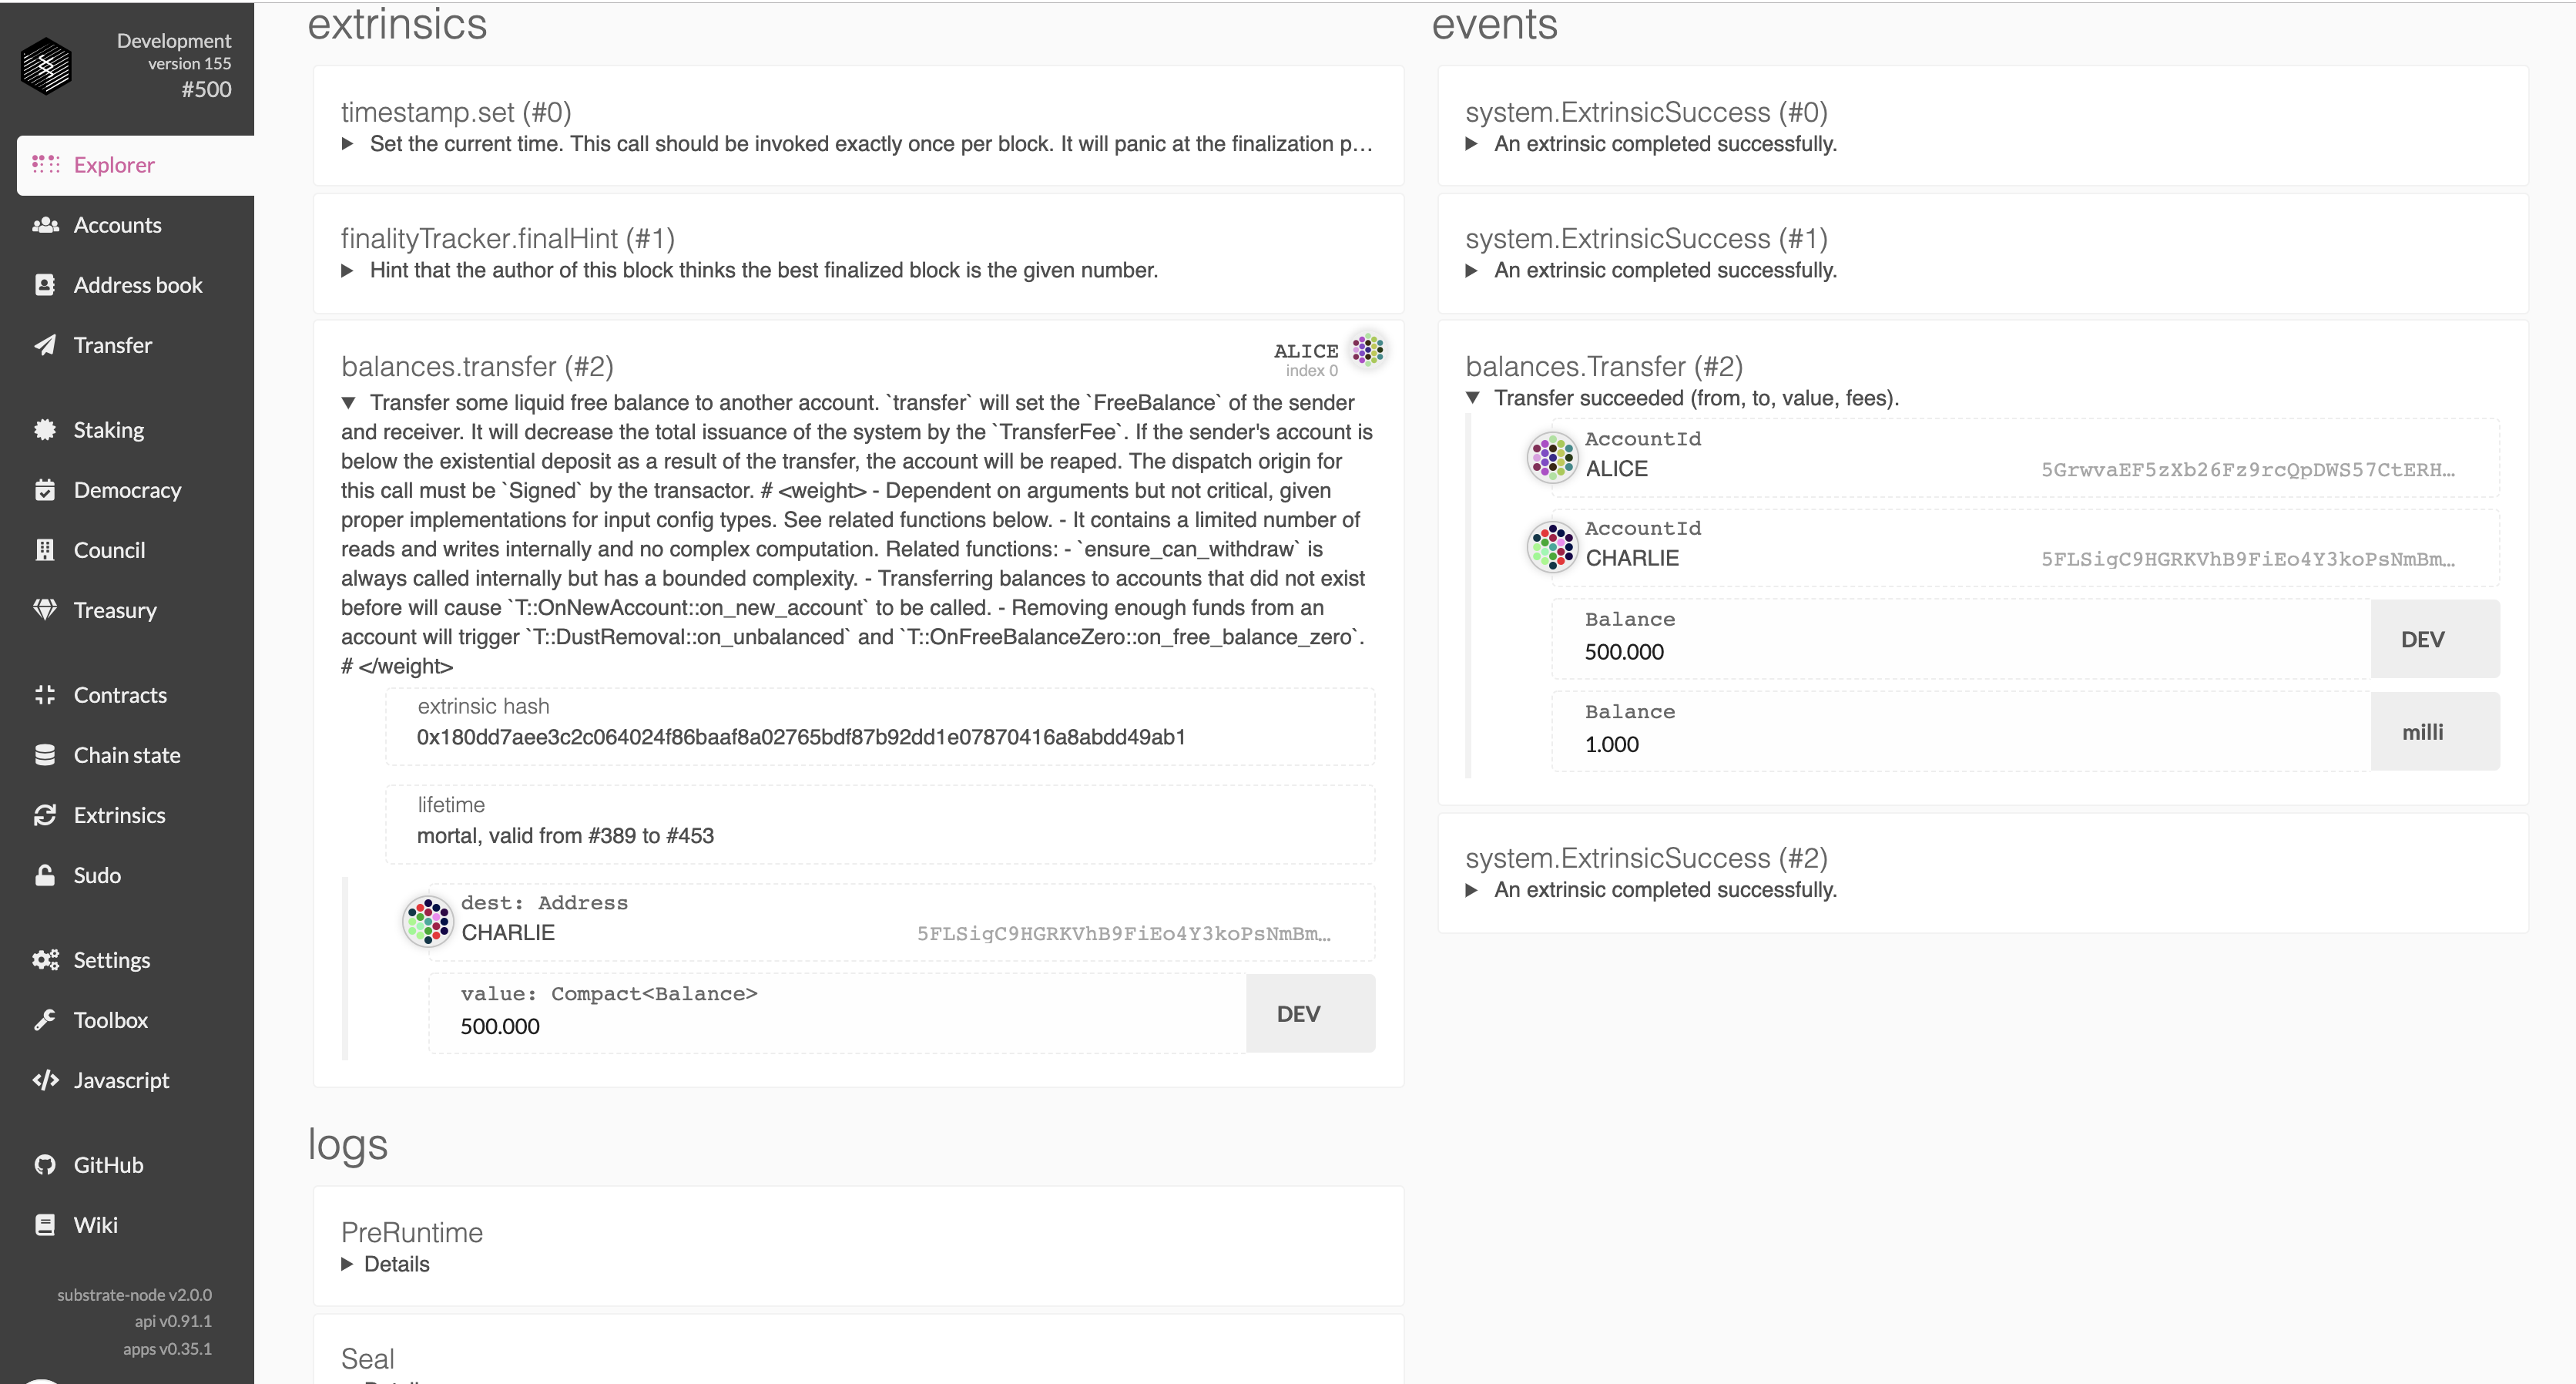 Development
version 155
#500
Explorer
Accounts
Address book
Transfer
Staking
Democracy
Council
Treasury
Contracts
Chain state
Extrinsics
Sudo
Settings
Toolbox
Javascript
GitHub
Wiki
substrate-node v2.0.0
api v0.91.1
apps v0.35.1
extrinsics
timestamp.set (#0)
Set the current time. This call should be invoked exactly once per block. It will panic at the finalization p…
finalityTracker.finalHint (#1)
Hint that the author of this block thinks the best finalized block is the given number.
balances.transfer (#2)
ALICE
index 0
Transfer some liquid free balance to another account. `transfer` will set the `FreeBalance` of the sender
and receiver. It will decrease the total issuance of the system by the `TransferFee`. If the sender's account is
below the existential deposit as a result of the transfer, the account will be reaped. The dispatch origin for
this call must be `Signed` by the transactor. # <weight> - Dependent on arguments but not critical, given
proper implementations for input config types. See related functions below. - It contains a limited number of
reads and writes internally and no complex computation. Related functions: - `ensure_can_withdraw` is
always called internally but has a bounded complexity. - Transferring balances to accounts that did not exist
before will cause `T::OnNewAccount::on_new_account` to be called. - Removing enough funds from an
account will trigger `T::DustRemoval::on_unbalanced` and `T::OnFreeBalanceZero::on_free_balance_zero`.
# </weight>
extrinsic hash
0x180dd7aee3c2c064024f86baaf8a02765bdf87b92dd1e07870416a8abdd49ab1
lifetime
mortal, valid from #389 to #453
dest: Address
CHARLIE 5FLSigC9HGRKVhB9FiEo4Y3koPsNmBm…
value: Compact<Balance>
500.000
DEV
logs
PreRuntime
Details
Seal
events
system.ExtrinsicSuccess (#0)
An extrinsic completed successfully.
system.ExtrinsicSuccess (#1)
An extrinsic completed successfully.
balances.Transfer (#2)
Transfer succeeded (from, to, value, fees).
AccountId
ALICE 5GrwvaEF5zXb26Fz9rcQpDWS57CtERH…
AccountId
CHARLIE 5FLSigC9HGRKVhB9FiEo4Y3koPsNmBm…
Balance
500.000
DEV
Balance
1.000
milli
system.ExtrinsicSuccess (#2)
An extrinsic completed successfully.